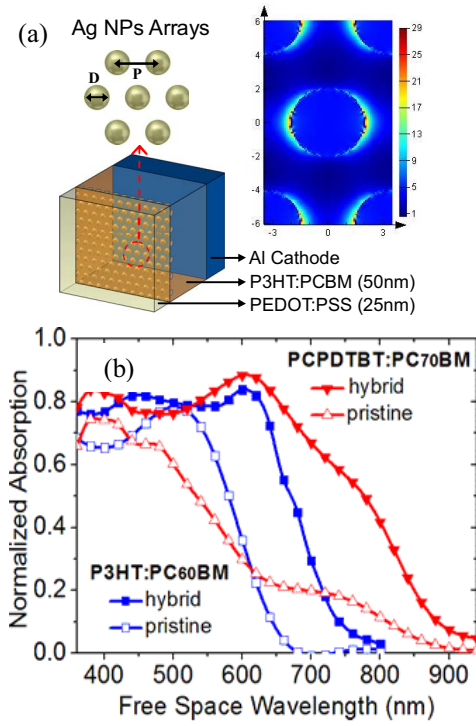 (a)
Ag NPs Arrays
P
D
6
4
2
0
-2
-4
-6
-3
0
3
29
25
21
17
13
9
5
1
Al Cathode
P3HT:PCBM (50nm)
PEDOT:PSS (25nm)
(b)
PCPDTBT:PC70BM
hybrid
pristine
P3HT:PC60BM
hybrid
pristine
1.0
0.8
0.6
0.4
0.2
0.0
Normalized Absorption
400 500 600 700 800 900
Free Space Wavelength (nm)